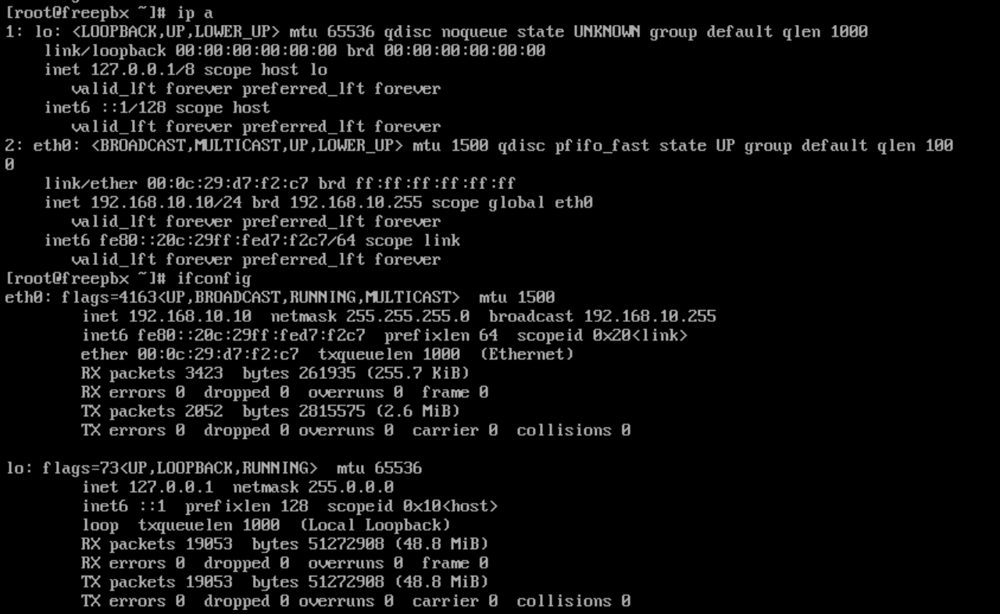 [root@freepbx ~]# ip a
1: lo: <LOOPBACK,UP,LOWER_UP> mtu 65536 qdisc noqueue state UNKNOWN group default qlen 1000
    link/loopback 00:00:00:00:00:00 brd 00:00:00:00:00:00
    inet 127.0.0.1/8 scope host lo
       valid_lft forever preferred_lft forever
    inet6 ::1/128 scope host
       valid_lft forever preferred_lft forever
2: eth0: <BROADCAST,MULTICAST,UP,LOWER_UP> mtu 1500 qdisc pfifo_fast state UP group default qlen 100
0
    link/ether 00:0c:29:d7:f2:c7 brd ff:ff:ff:ff:ff:ff
    inet 192.168.10.10/24 brd 192.168.10.255 scope global eth0
       valid_lft forever preferred_lft forever
    inet6 fe80::20c:29ff:fed7:f2c7/64 scope link
       valid_lft forever preferred_lft forever
[root@freepbx ~]# ifconfig
eth0: flags=4163<UP,BROADCAST,RUNNING,MULTICAST>  mtu 1500
        inet 192.168.10.10  netmask 255.255.255.0  broadcast 192.168.10.255
        inet6 fe80::20c:29ff:fed7:f2c7  prefixlen 64  scopeid 0x20<link>
        ether 00:0c:29:d7:f2:c7  txqueuelen 1000  (Ethernet)
        RX packets 3423  bytes 261935 (255.7 KiB)
        RX errors 0  dropped 0  overruns 0  frame 0
        TX packets 2052  bytes 2815575 (2.6 MiB)
        TX errors 0  dropped 0 overruns 0  carrier 0  collisions 0

lo: flags=73<UP,LOOPBACK,RUNNING>  mtu 65536
        inet 127.0.0.1  netmask 255.0.0.0
        inet6 ::1  prefixlen 128  scopeid 0x10<host>
        loop  txqueuelen 1000  (Local Loopback)
        RX packets 19053  bytes 51272908 (48.8 MiB)
        RX errors 0  dropped 0  overruns 0  frame 0
        TX packets 19053  bytes 51272908 (48.8 MiB)
        TX errors 0  dropped 0 overruns 0  carrier 0  collisions 0